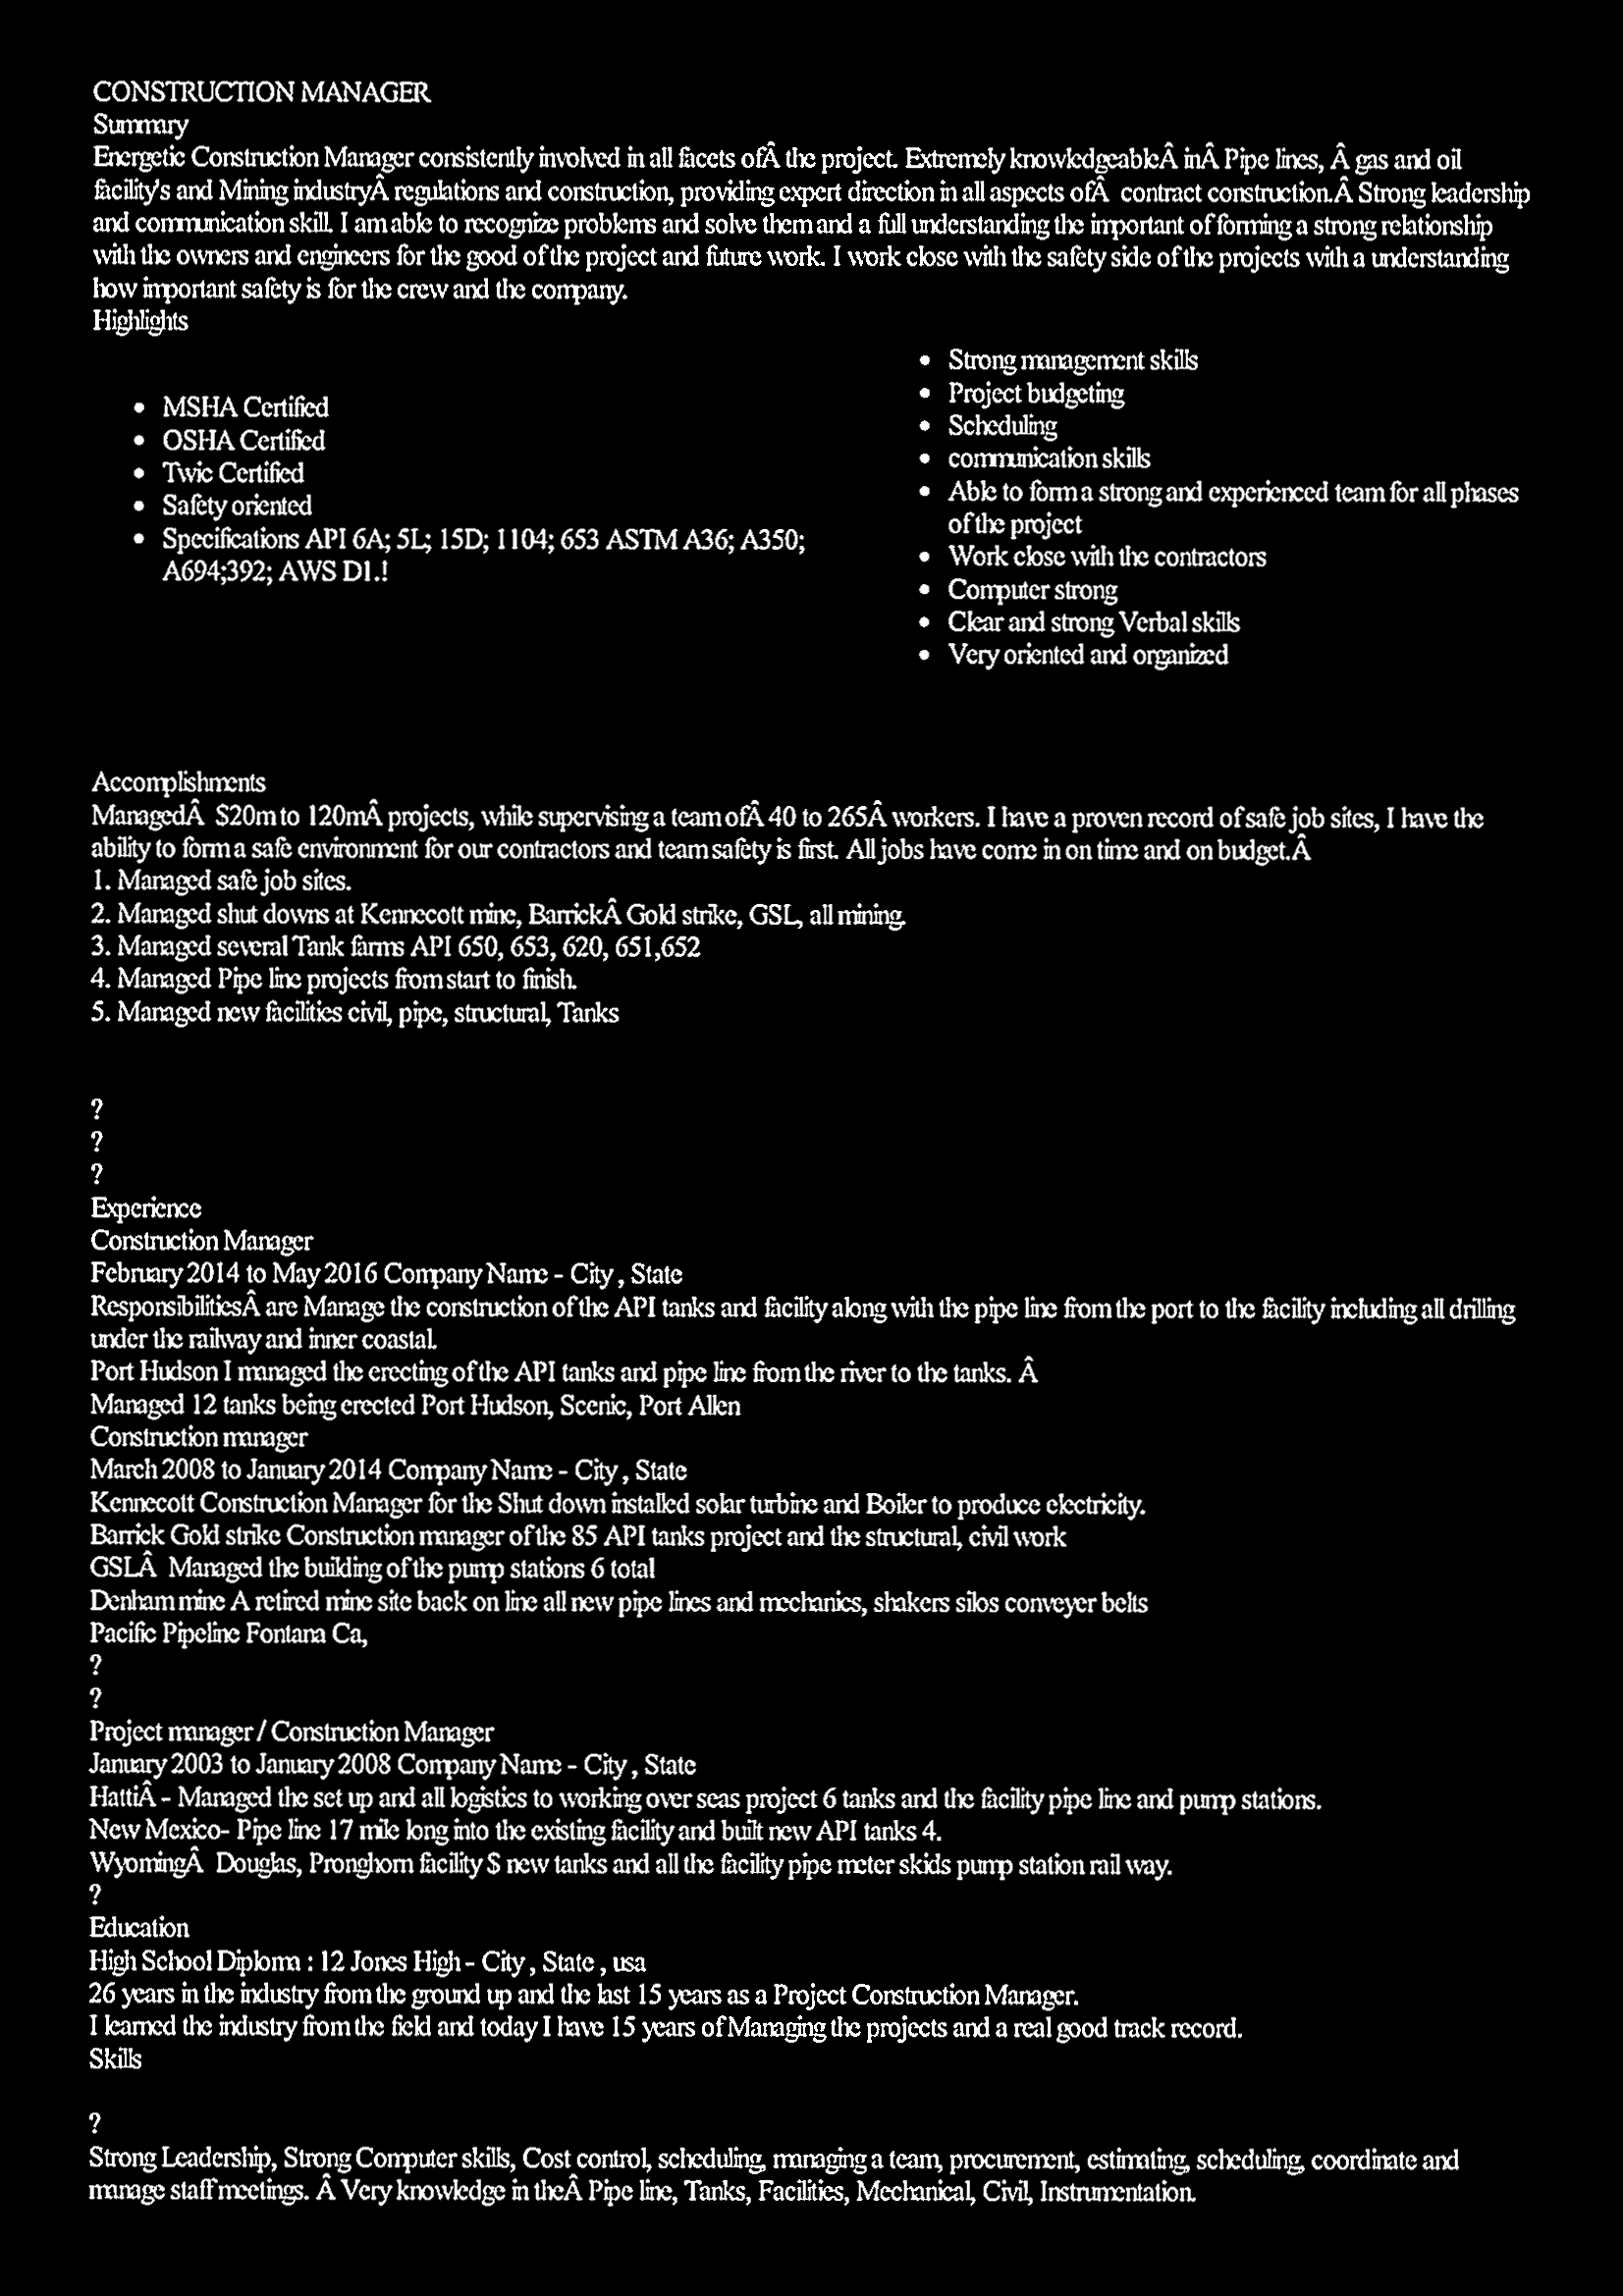 CONSTRUCTION MANAGER
Summary
Energetic Construction Manager consistently involved in all facets ofÂ the project. Extremely knowledgeableÂ inÂ Pipe lines, Â gas and oil
facility's and Mining industryÂ regulations and construction, providing expert direction in all aspects ofÂ  contract construction.Â Strong leadership
and communication skill. I am able to recognize problems and solve them and a full understanding the important of forming a strong relationship
with the owners and engineers for the good of the project and future work. I work close with the safety side of the projects with a understanding
how important safety is for the crew and the company.
Highlights
• MSHA Certified
• OSHA Certified
• Twic Certified
• Safety oriented
• Specifications API 6A; 5L; 15D; 1104; 653 ASTM A36; A350;
A694;392; AWS D1.!
• Strong management skills
• Project budgeting
• Scheduling
• communication skills
• Able to form a strong and experienced team for all phases
of the project
• Work close with the contractors
• Computer strong
• Clear and strong Verbal skills
• Very oriented and organized
Accomplishments
ManagedÂ  $20m to 120mÂ projects, while supervising a team ofÂ 40 to 265Â workers. I have a proven record of safe job sites, I have the
ability to form a safe environment for our contractors and team safety is first. All jobs have come in on time and on budget.Â
1. Managed safe job sites.
2. Managed shut downs at Kennecott mine, BarrickÂ Gold strike, GSL, all mining.
3. Managed several Tank farms API 650, 653, 620, 651,652
4. Managed Pipe line projects from start to finish.
5. Managed new facilities civil, pipe, structural, Tanks
?
?
?
Experience
Construction Manager
February 2014 to May 2016 Company Name - City , State
ResponsibilitiesÂ are Manage the construction of the API tanks and facility along with the pipe line from the port to the facility including all drilling
under the railway and inner coastal.
Port Hudson I managed the erecting of the API tanks and pipe line from the river to the tanks. Â
Managed 12 tanks being erected Port Hudson, Scenic, Port Allen
Construction manager
March 2008 to January 2014 Company Name - City , State
Kennecott Construction Manager for the Shut down installed solar turbine and Boiler to produce electricity.
Barrick Gold strike Construction manager of the 85 API tanks project and the structural, civil work
GSLÂ  Managed the building of the pump stations 6 total
Denham mine A retired mine site back on line all new pipe lines and mechanics, shakers silos conveyer belts
Pacific Pipeline Fontana Ca,
?
?
Project manager / Construction Manager
January 2003 to January 2008 Company Name - City , State
HattiÂ - Managed the set up and all logistics to working over seas project 6 tanks and the facility pipe line and pump stations.
New Mexico- Pipe line 17 mile long into the existing facility and built new API tanks 4.
WyomingÂ  Douglas, Pronghorn facility $ new tanks and all the facility pipe meter skids pump station rail way.
?
Education
High School Diploma : 12 Jones High - City , State , usa
26 years in the industry from the ground up and the last 15 years as a Project Construction Manager.
I learned the industry from the field and today I have 15 years of Managing the projects and a real good track record.
Skills
?
Strong Leadership, Strong Computer skills, Cost control, scheduling, managing a team, procurement, estimating, scheduling, coordinate and
manage staff meetings. Â Very knowledge in theÂ Pipe line, Tanks, Facilities, Mechanical, Civil, Instrumentation.